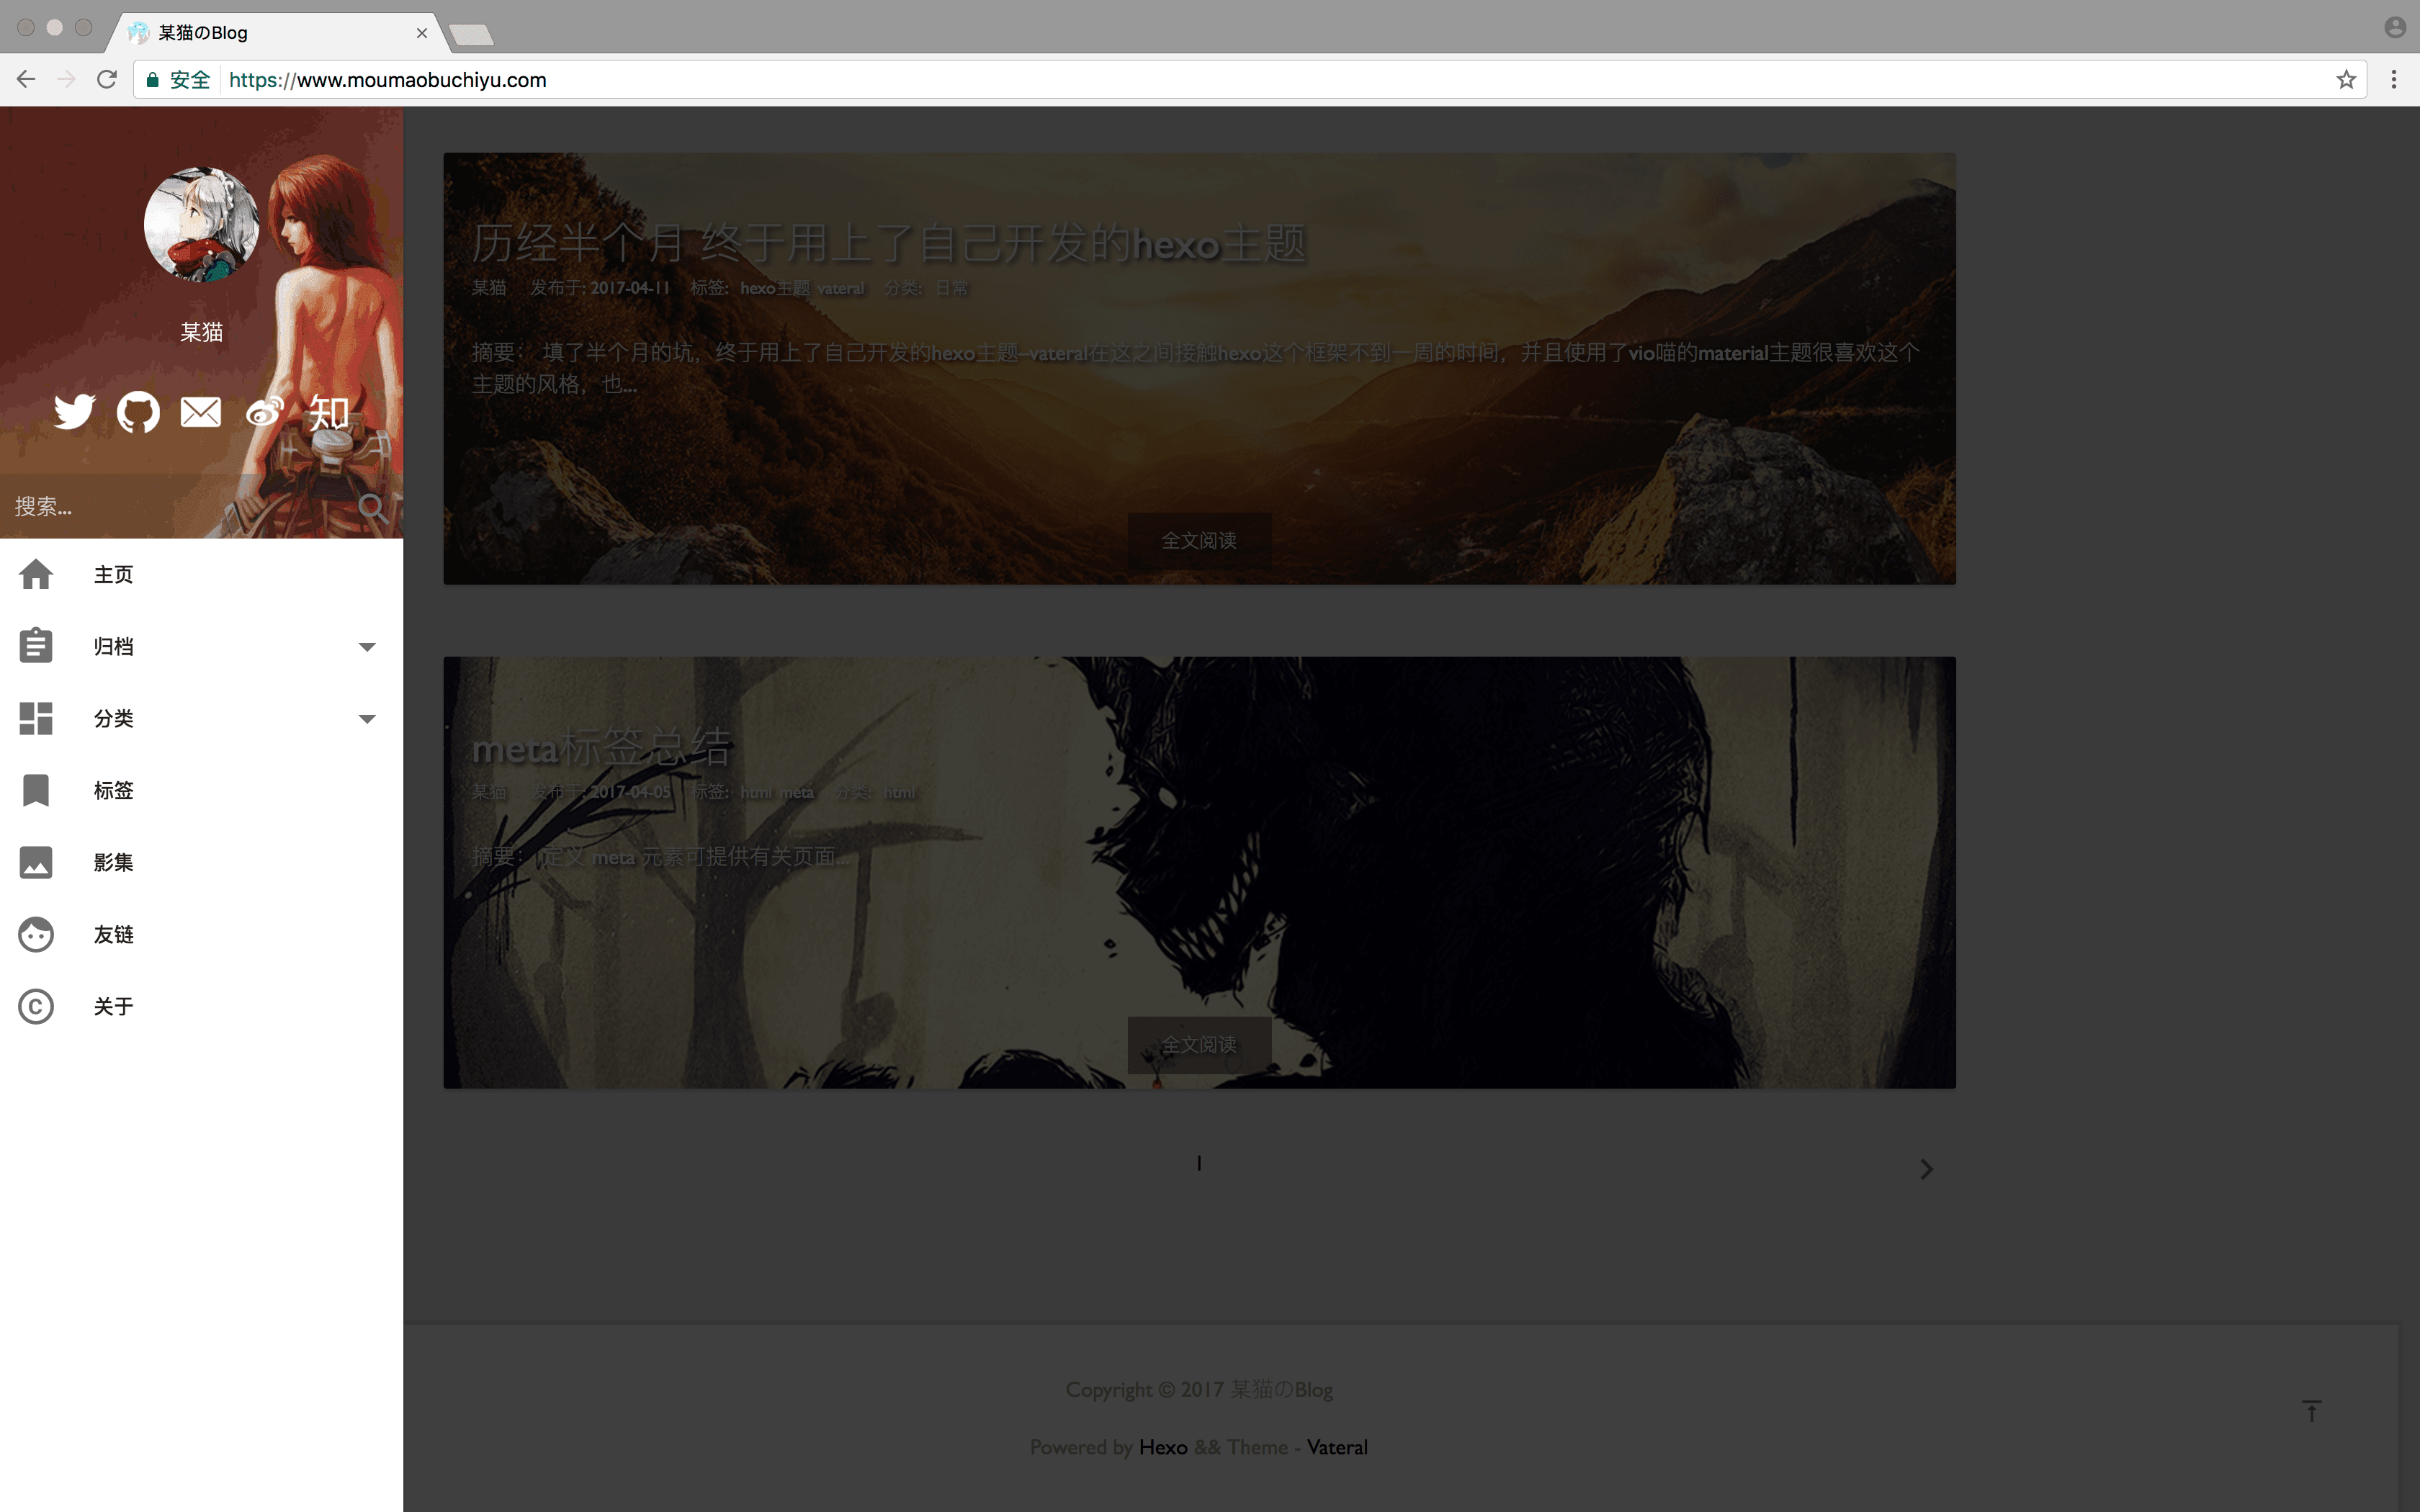 某猫のBlog
安全 https://www.moumaobuchiyu.com
某猫
知
搜索...
主页
归档
分类
标签
影集
友链
关于
历经半个月 终于用上了自己开发的hexo主题
某猫 发布于: 2017-04-11 标签: hexo主题 vateral 分类: 日常
摘要： 填了半个月的坑，终于用上了自己开发的hexo主题–vateral在这之间接触hexo这个框架不到一周的时间，并且使用了vio喵的material主题很喜欢这个
主题的风格，也...
全文阅读
meta标签总结
某猫 发布于: 2017-04-05 标签: html meta 分类: html
摘要： 定义 meta 元素可提供有关页面...
全文阅读
1
Copyright © 2017 某猫のBlog
Powered by Hexo && Theme - Vateral